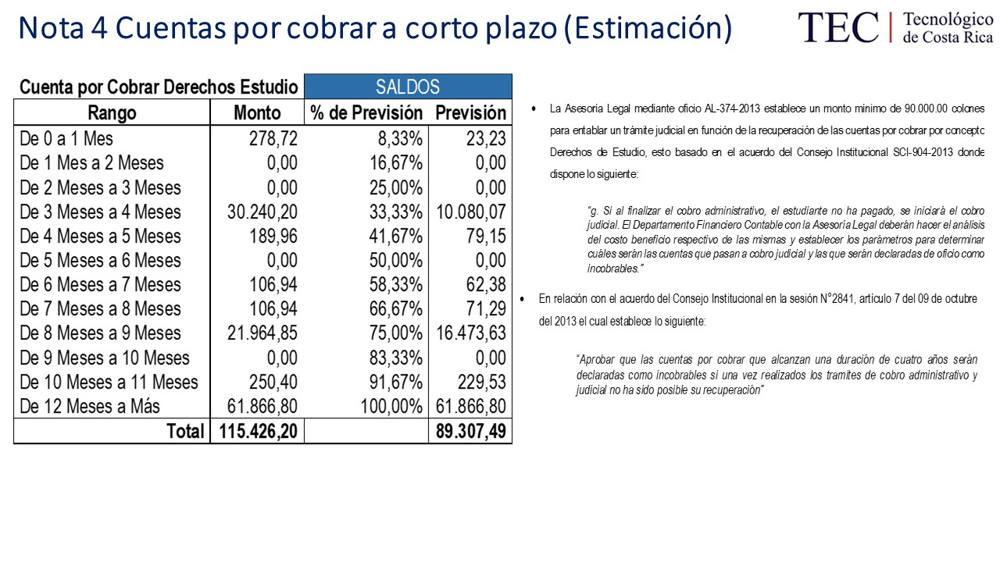 Nota 4 Cuentas por cobrar a corto plazo (Estimación)
TEC | Tecnológico
de Costa Rica
Cuenta por Cobrar Derechos Estudio SALDOS
Rango Monto % de Previsión Previsión
De 0 a 1 Mes 278,72 8,33% 23,23
De 1 Mes a 2 Meses 0,00 16,67% 0,00
De 2 Meses a 3 Meses 0,00 25,00% 0,00
De 3 Meses a 4 Meses 30.240,20 33,33% 10.080,07
De 4 Meses a 5 Meses 189,96 41,67% 79,15
De 5 Meses a 6 Meses 0,00 50,00% 0,00
De 6 Meses a 7 Meses 106,94 58,33% 62,38
De 7 Meses a 8 Meses 106,94 66,67% 71,29
De 8 Meses a 9 Meses 21.964,85 75,00% 16.473,63
De 9 Meses a 10 Meses 0,00 83,33% 0,00
De 10 Meses a 11 Meses 250,40 91,67% 229,53
De 12 Meses a Más 61.866,80 100,00% 61.866,80
Total 115.426,20 89.307,49
• La Asesoría Legal mediante oficio AL-374-2013 establece un monto mínimo de 90.000.00 colones
para entablar un trámite judicial en función de la recuperación de las cuentas por cobrar por concepto
Derechos de Estudio, esto basado en el acuerdo del Consejo Institucional SCI-904-2013 donde
dispone lo siguiente:
“g. Si al finalizar el cobro administrativo, el estudiante no ha pagado, se iniciará el cobro
judicial. El Departamento Financiero Contable con la Asesoría Legal deberán hacer el análisis
del costo beneficio respectivo de las mismas y establecer los parámetros para determinar
cuáles serán las cuentas que pasan a cobro judicial y las que serán declaradas de oficio como
incobrables.”
• En relación con el acuerdo del Consejo Institucional en la sesión N°2841, artículo 7 del 09 de octubre
del 2013 el cual establece lo siguiente:
“Aprobar que las cuentas por cobrar que alcanzan una duración de cuatro años serán
declaradas como incobrables si una vez realizados los tramites de cobro administrativo y
judicial no ha sido posible su recuperación”